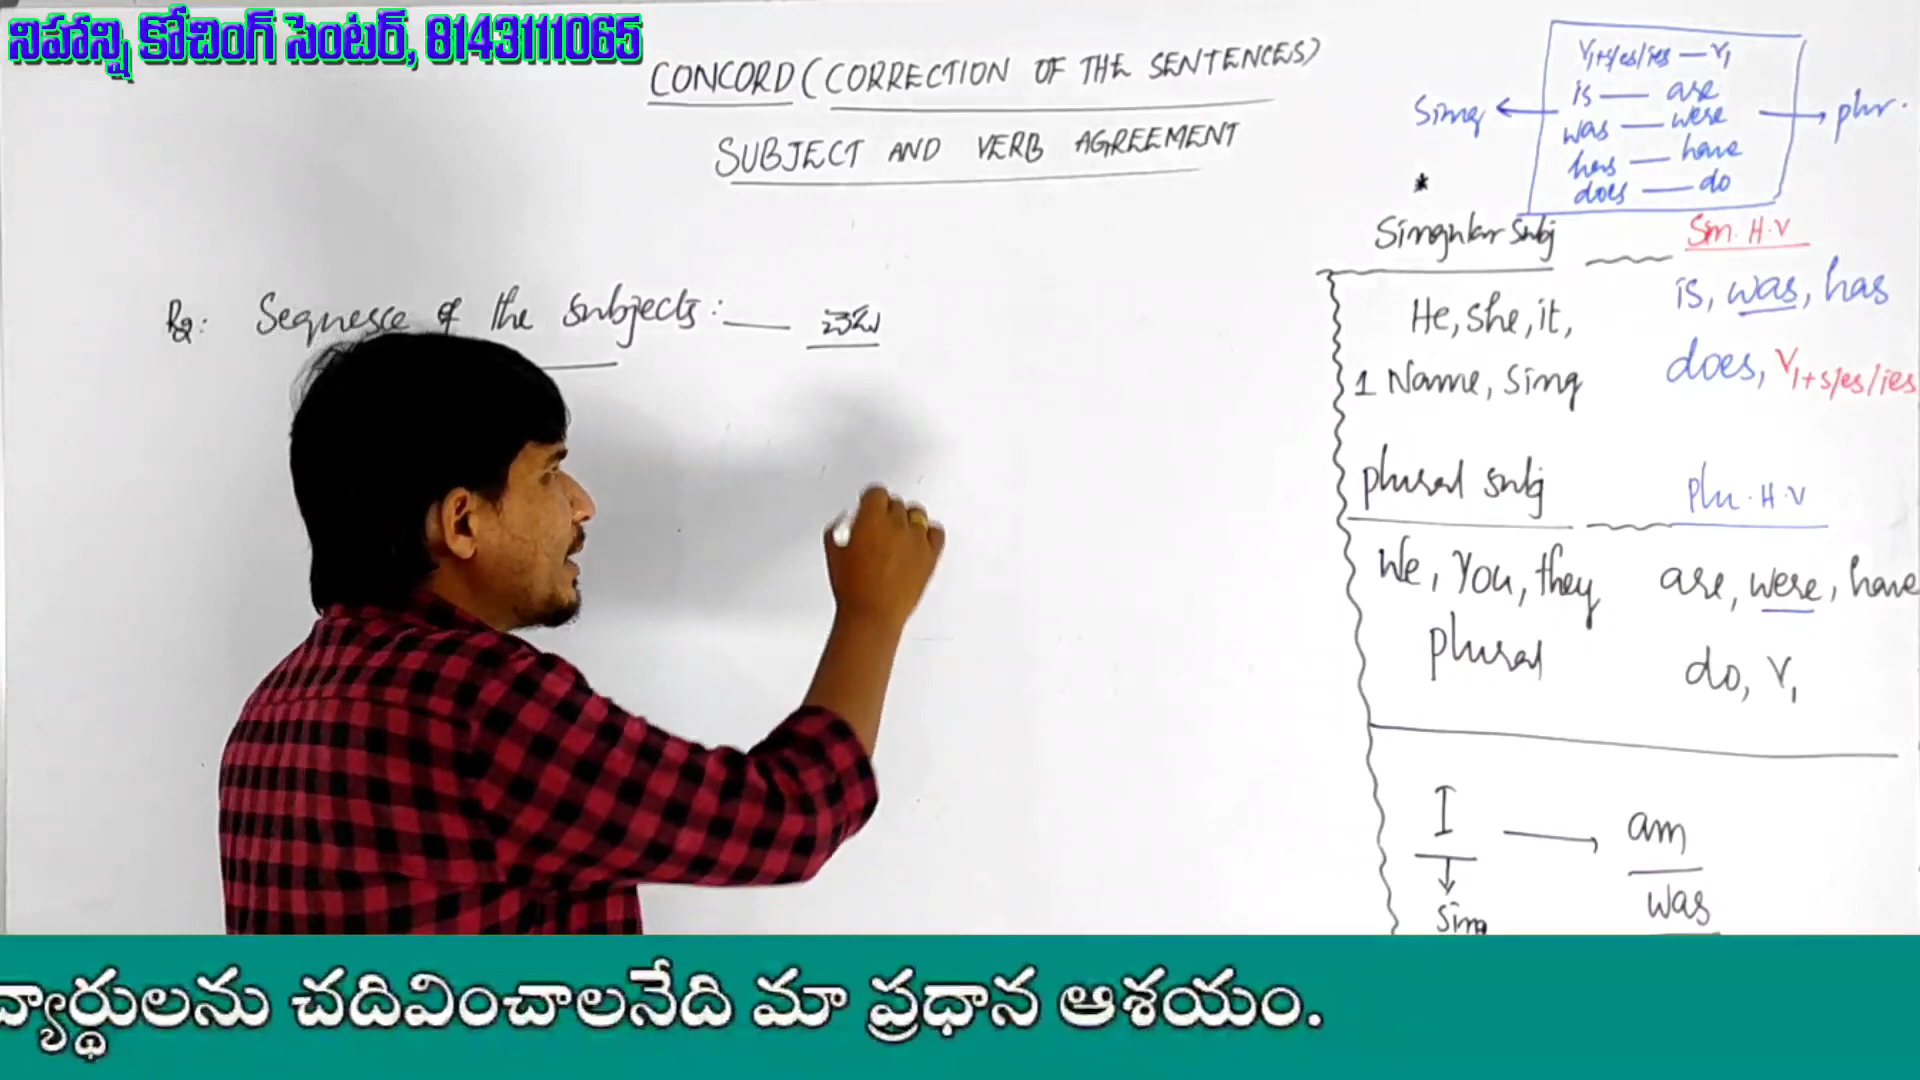 నిహాన్షి కోచింగ్ సెంటర్, 8143111065
CONCORD (CORRECTION OF THE SENTENCES)
SUBJECT AND VERB AGREEMENT
V1+s/es/ies — V1
is — are
was — were
has — have
does — do
Sing
plur.
*
Singular Subj
Sin. H.V
He, she, it,
is, was, has
1 Name, Sing
does, V1+s/es/ies
plural Subj
Plu. H.V
We, You, they
are, were, have
plural
do, V1
I → am
Sing
was
R2: Sequesce of the Subjects: —
ద్యార్థులను చదివించాలనేది మా ప్రధాన ఆశయం.